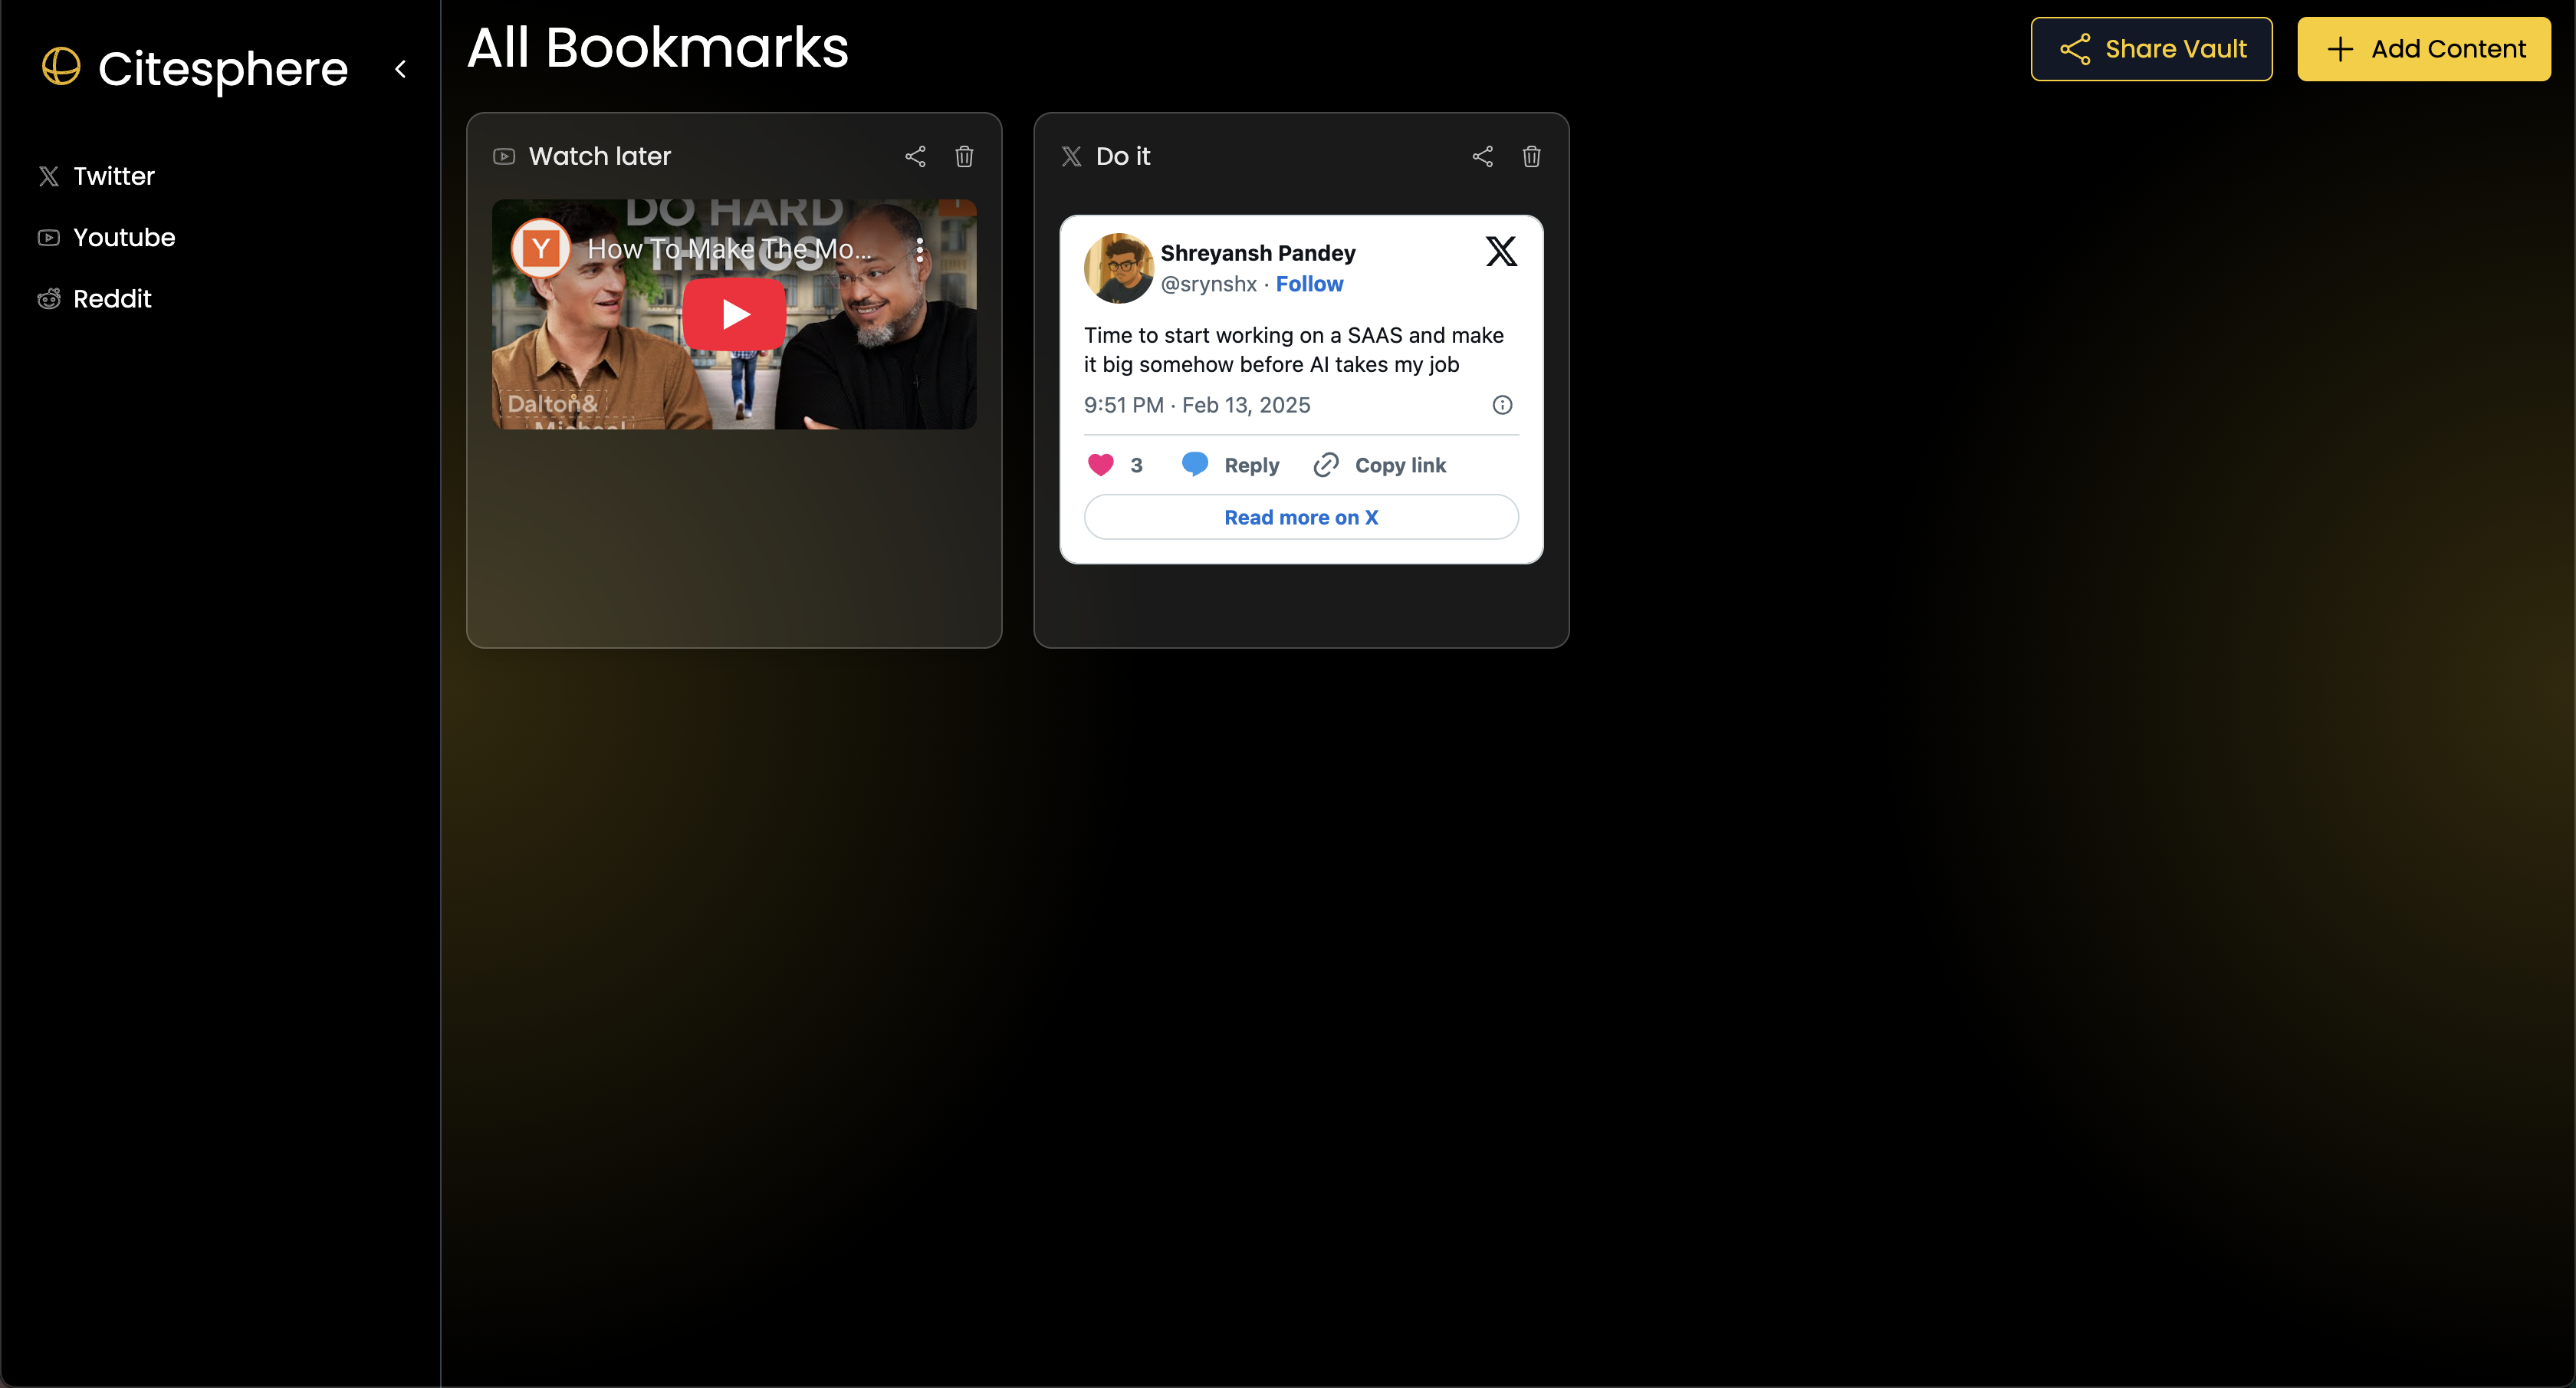 Citesphere
Twitter
Youtube
Reddit
All Bookmarks
Share Vault
Add Content
Watch later
DO HARD
THINGS
Y
How To Make The Mo...
Dalton&
Michael
Do it
Shreyansh Pandey
@srynshx · Follow
Time to start working on a SAAS and make
it big somehow before AI takes my job
9:51 PM · Feb 13, 2025
3
Reply
Copy link
Read more on X